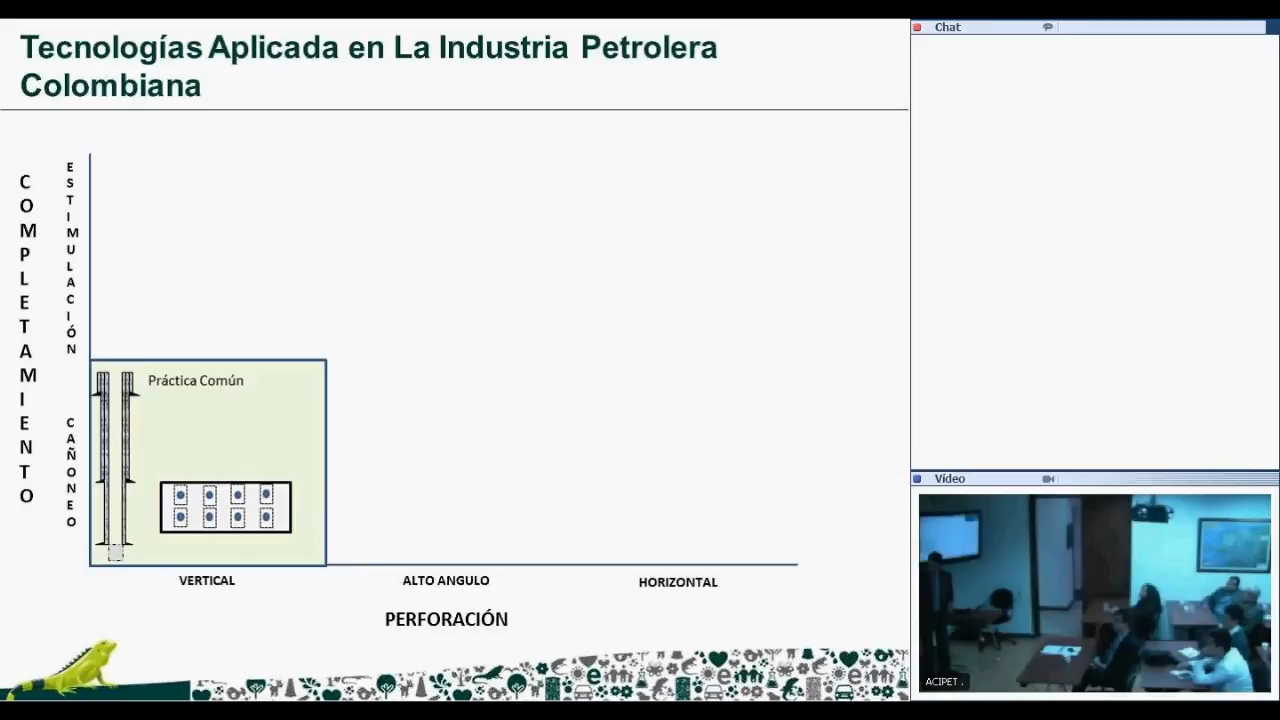 Tecnologías Aplicada en La Industria Petrolera
Colombiana
COMPLETAMIENTO
ESTIMULACIÓN
CAÑONEO
Práctica Común
VERTICAL
ALTO ANGULO
HORIZONTAL
PERFORACIÓN
Chat
Vídeo
ACIPET .